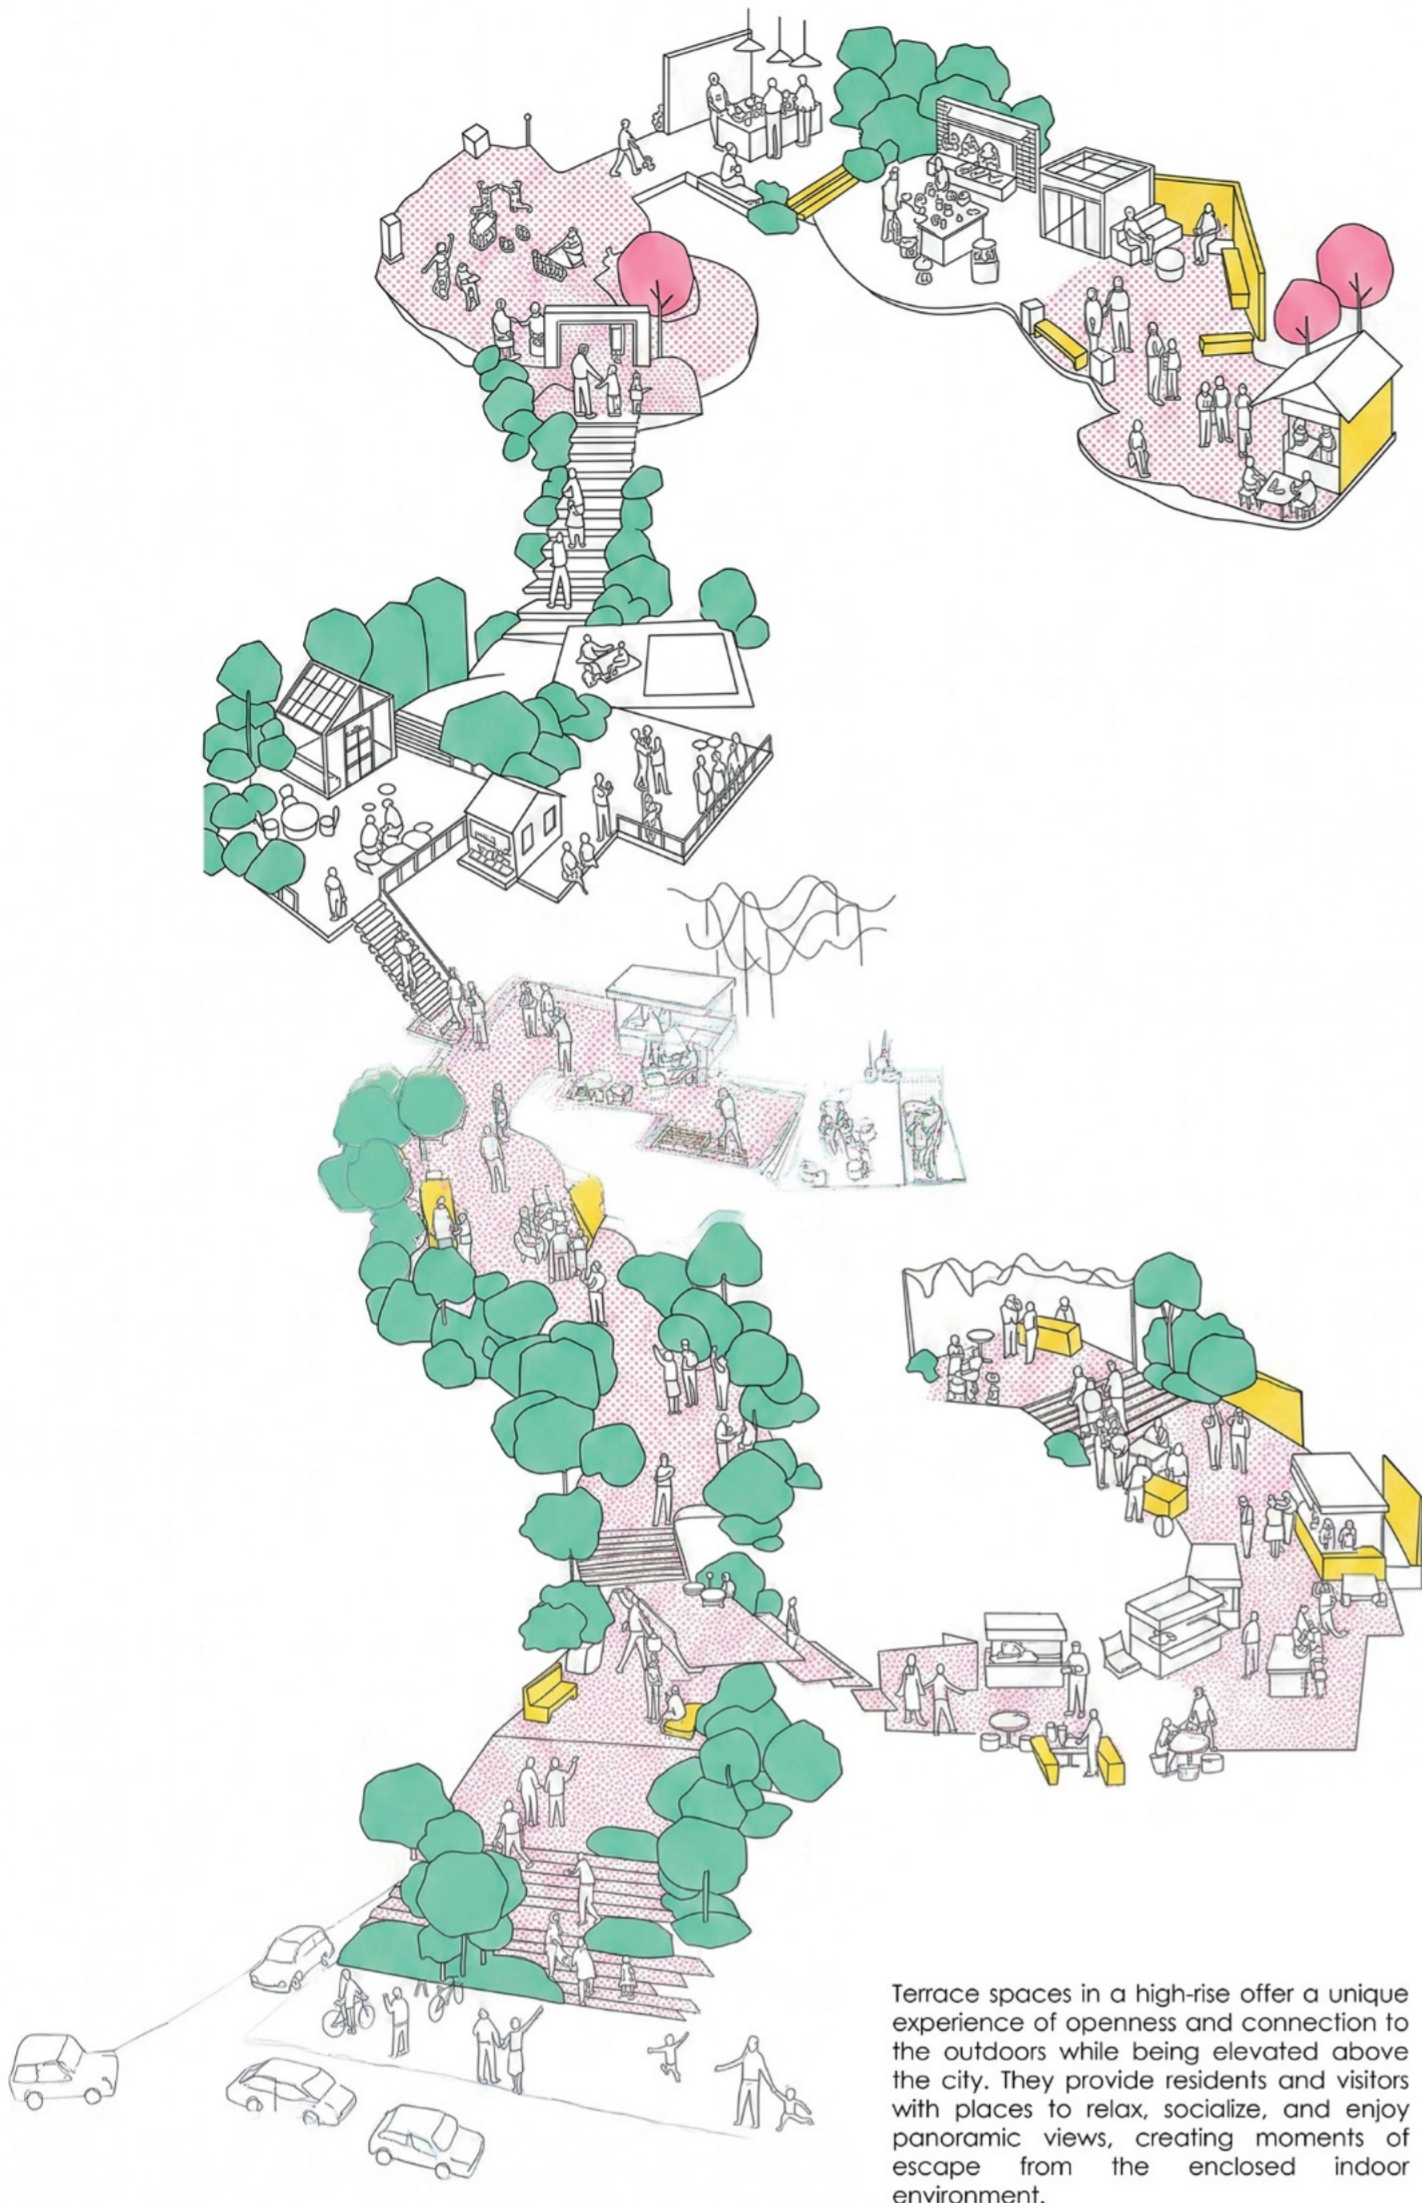 Terrace spaces in a high-rise offer a unique
experience of openness and connection to
the outdoors while being elevated above
the city. They provide residents and visitors
with places to relax, socialize, and enjoy
panoramic views, creating moments of
escape from the enclosed indoor
environment.